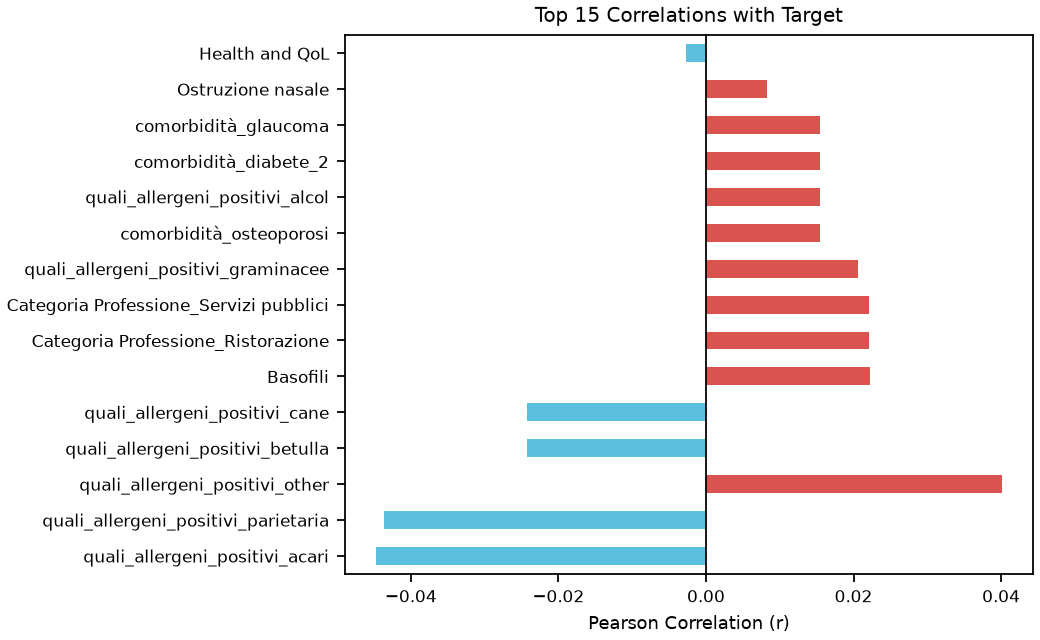 Top 15 Correlations with Target
Health and QoL
Ostruzione nasale
comorbidità_glaucoma
comorbidità_diabete_2
quali_allergeni_positivi_alcol
comorbidità_osteoporosi
quali_allergeni_positivi_graminacee
Categoria Professione_Servizi pubblici
Categoria Professione_Ristorazione
Basofili
quali_allergeni_positivi_cane
quali_allergeni_positivi_betulla
quali_allergeni_positivi_other
quali_allergeni_positivi_parietaria
quali_allergeni_positivi_acari
−0.04 −0.02 0.00 0.02 0.04
Pearson Correlation (r)